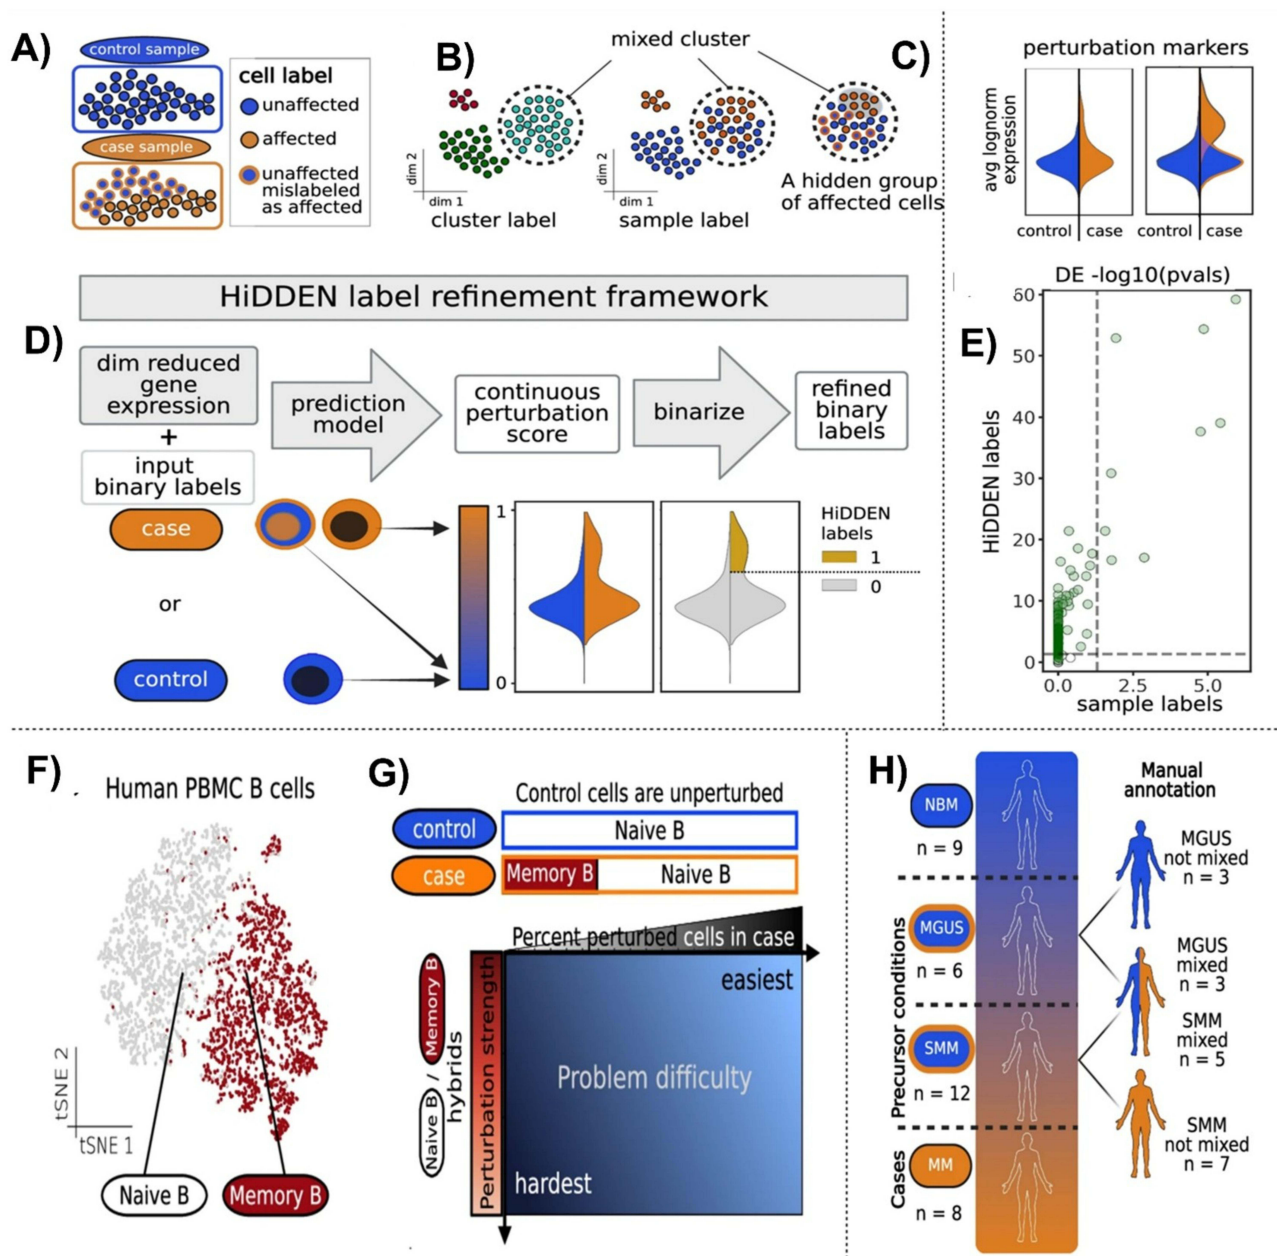 A)
control sample
case sample
cell label
unaffected
affected
unaffected
mislabeled
as affected
B)
mixed cluster
dim 2
dim 1
cluster label
dim 2
dim 1
sample label
A hidden group
of affected cells
C)
perturbation markers
avg lognorm
expression
control
case
control
case
HiDDEN label refinement framework
D)
dim reduced
gene
expression
+
input
binary labels
prediction
model
continuous
perturbation
score
binarize
refined
binary
labels
case
or
control
1
0
HiDDEN
labels
1
0
E)
DE -log10(pvals)
HiDDEN labels
60
50
40
30
20
10
0
0.0
2.5
5.0
sample labels
F)
Human PBMC B cells
tSNE 2
tSNE 1
Naive B
Memory B
G)
Control cells are unperturbed
control
Naive B
case
Memory B
Naive B
Percent perturbed cells in case
Naive B / Memory B
hybrids
Perturbation strength
easiest
Problem difficulty
hardest
H)
NBM
n = 9
Precursor conditions
MGUS
n = 6
SMM
n = 12
Cases
MM
n = 8
Manual
annotation
MGUS
not mixed
n = 3
MGUS
mixed
n = 3
SMM
mixed
n = 5
SMM
not mixed
n = 7